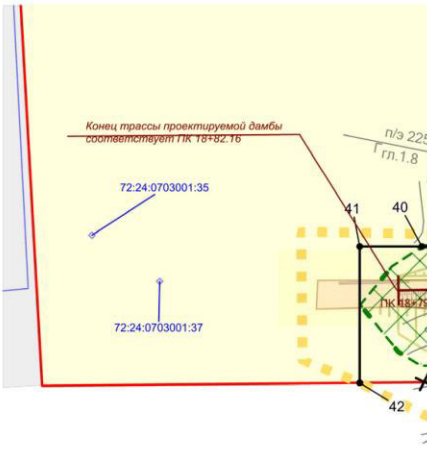 Конец трассы проектируемой дамбы
соответствует ПК 18+82.16
п/э 225
Ггл.1.8
72:24:0703001:35
41
40
72:24:0703001:37
42